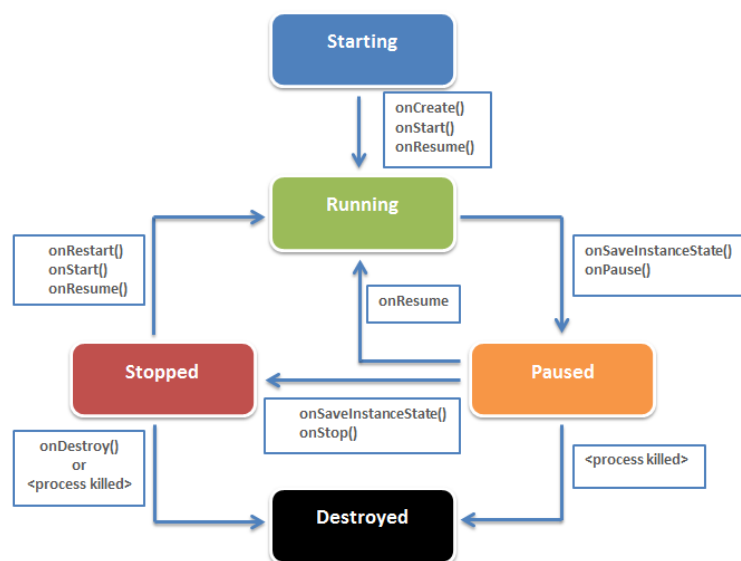 Starting
onCreate()
onStart()
onResume()
Running
onRestart()
onStart()
onResume()
onSaveInstanceState()
onPause()
onResume
Stopped
Paused
onSaveInstanceState()
onStop()
onDestroy()
or
<process killed>
<process killed>
Destroyed